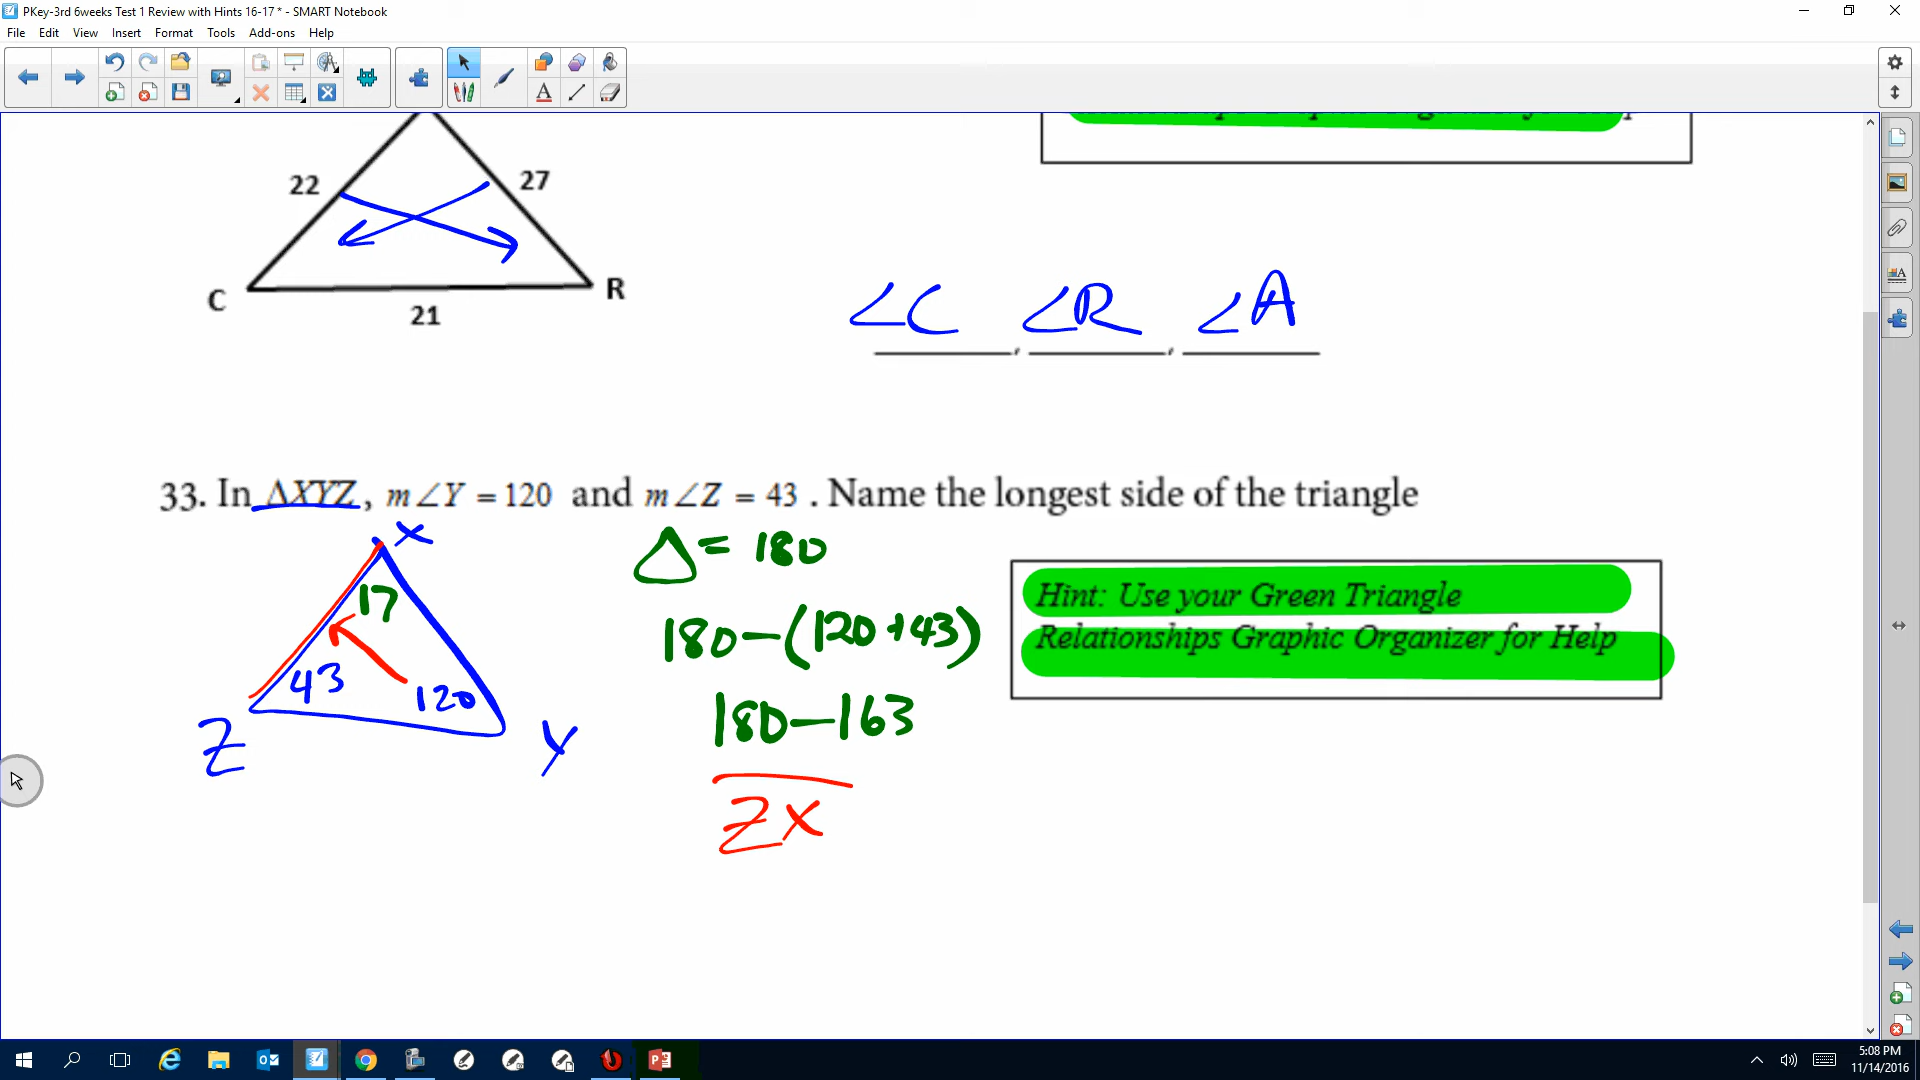 PKey-3rd 6weeks Test 1 Review with Hints 16-17 * - SMART Notebook
File Edit View Insert Format Tools Add-ons Help
22
27
C
R
21
∠C ∠R ∠A
33. In ΔXYZ, m∠Y = 120 and m∠Z = 43 . Name the longest side of the triangle
X
17
43
120
Z
Y
Δ = 180
180-(120+43)
180-163
ZX
Hint: Use your Green Triangle
Relationships Graphic Organizer for Help
5:08 PM
11/14/2016